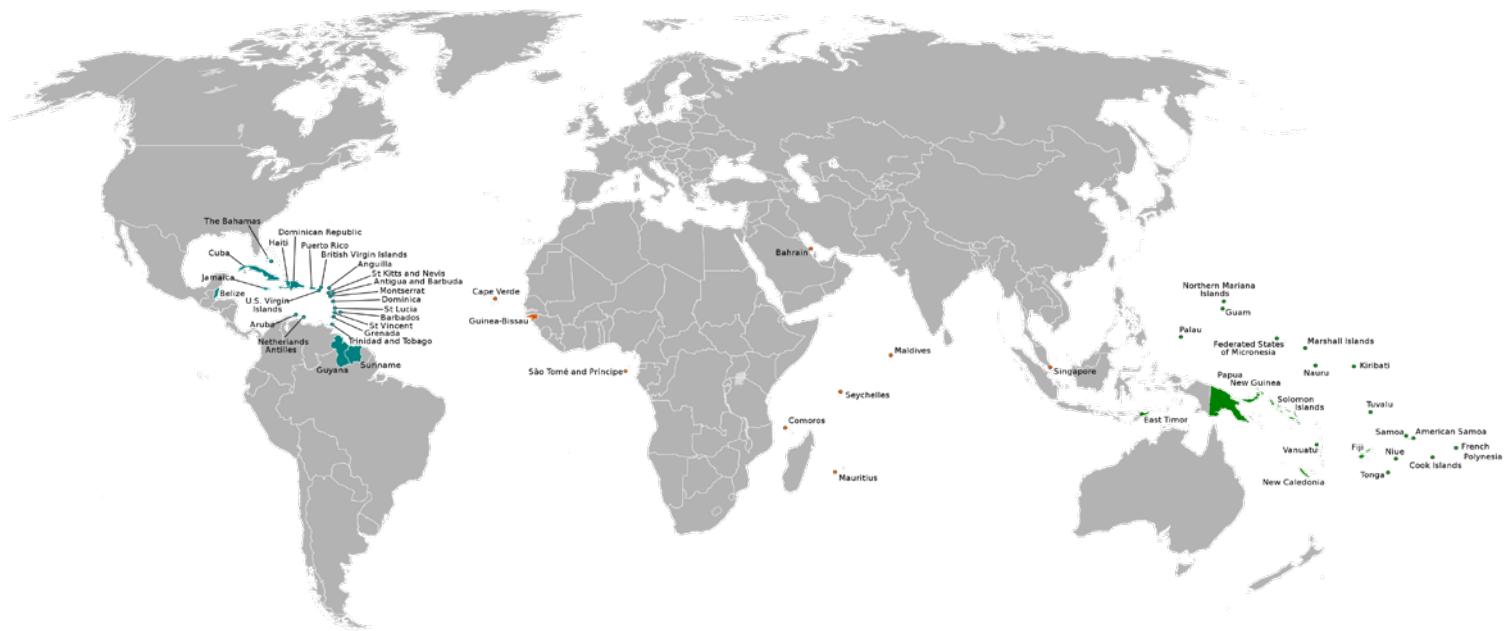 The Bahamas
Dominican Republic
Haiti
Puerto Rico
British Virgin Islands
Cuba
Anguilla
St Kitts and Nevis
Jamaica
Antigua and Barbuda
Belize
Montserrat
U.S. Virgin
Islands
Dominica
St Lucia
Barbados
Aruba
St Vincent
Grenada
Netherlands
Antilles
Trinidad and Tobago
Guyana
Suriname
Cape Verde
Guinea-Bissau
São Tomé and Príncipe
Bahrain
Maldives
Seychelles
Comoros
Mauritius
Singapore
Northern Mariana
Islands
Guam
Palau
Federated States
of Micronesia
Marshall Islands
Nauru
Kiribati
Papua
New Guinea
Solomon
Islands
East Timor
Tuvalu
Samoa
American Samoa
Vanuatu
Fiji
Niue
French
Polynesia
Cook Islands
Tonga
New Caledonia